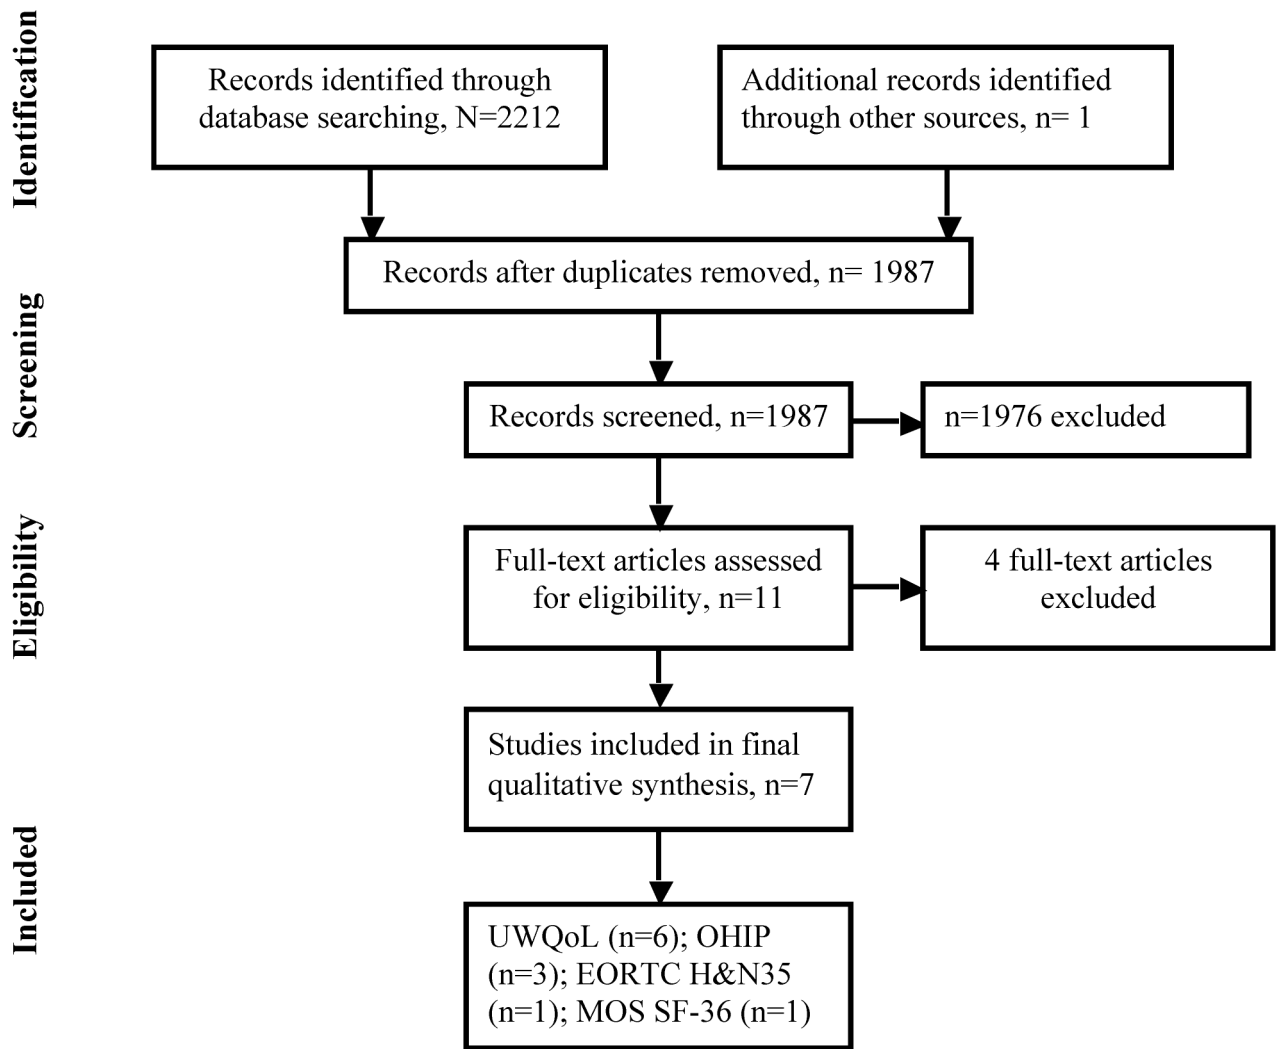 Identification
Records identified through
database searching, N=2212
Additional records identified
through other sources, n= 1
Records after duplicates removed, n= 1987
Screening
Records screened, n=1987
n=1976 excluded
Eligibility
Full-text articles assessed
for eligibility, n=11
4 full-text articles
excluded
Studies included in final
qualitative synthesis, n=7
Included
UWQoL (n=6); OHIP
(n=3); EORTC H&N35
(n=1); MOS SF-36 (n=1)